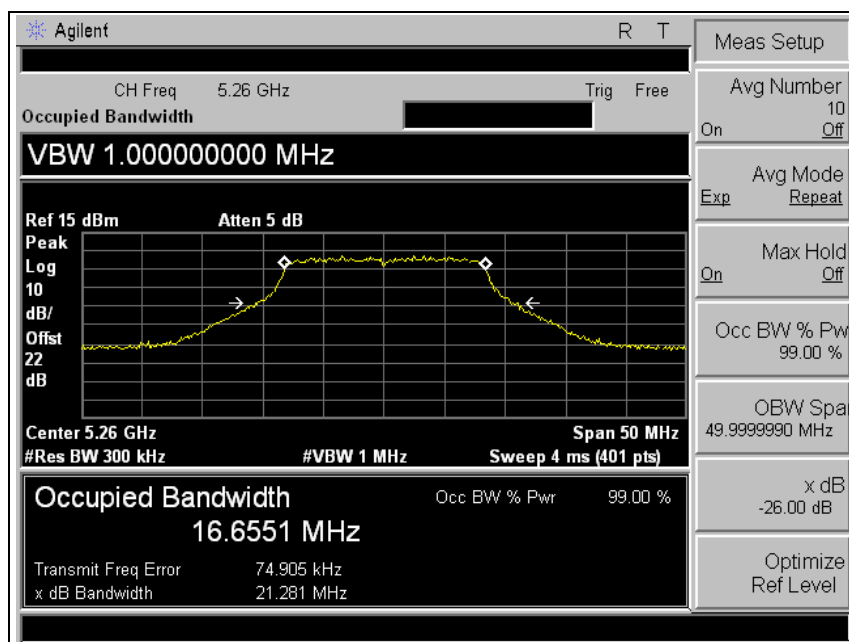 Agilent R T
CH Freq 5.26 GHz Trig Free
Occupied Bandwidth
VBW 1.000000000 MHz
Ref 15 dBm Atten 5 dB
Peak
Log
10
dB/
Offst
22
dB
Center 5.26 GHz Span 50 MHz
#Res BW 300 kHz #VBW 1 MHz Sweep 4 ms (401 pts)
Occupied Bandwidth Occ BW % Pwr 99.00 %
16.6551 MHz
Transmit Freq Error 74.905 kHz
x dB Bandwidth 21.281 MHz
Meas Setup
Avg Number
10
On Off
Avg Mode
Exp Repeat
Max Hold
On Off
Occ BW % Pw
99.00 %
OBW Spa
49.9999990 MHz
x dB
-26.00 dB
Optimize
Ref Level